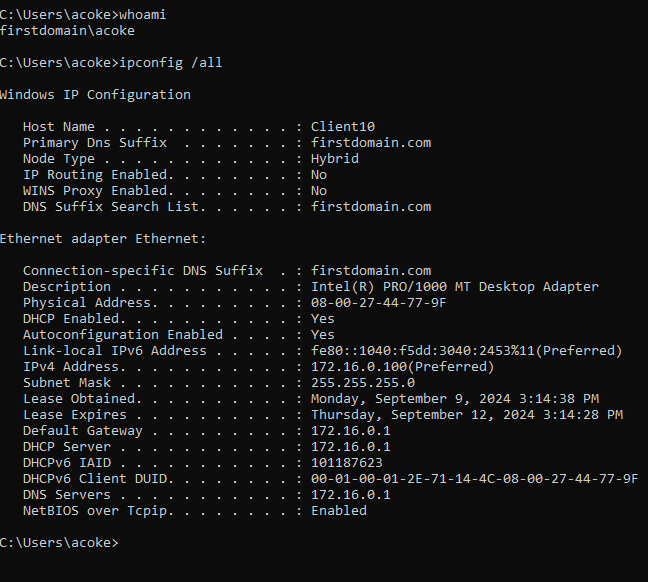 C:\Users\acoke>whoami
firstdomain\acoke
C:\Users\acoke>ipconfig /all
Windows IP Configuration
Host Name . . . . . . . . . . . . : Client10
Primary Dns Suffix  . . . . . . . : firstdomain.com
Node Type . . . . . . . . . . . . : Hybrid
IP Routing Enabled. . . . . . . . : No
WINS Proxy Enabled. . . . . . . . : No
DNS Suffix Search List. . . . . . : firstdomain.com
Ethernet adapter Ethernet:
Connection-specific DNS Suffix  . : firstdomain.com
Description . . . . . . . . . . . : Intel(R) PRO/1000 MT Desktop Adapter
Physical Address. . . . . . . . . : 08-00-27-44-77-9F
DHCP Enabled. . . . . . . . . . . : Yes
Autoconfiguration Enabled . . . . : Yes
Link-local IPv6 Address . . . . . : fe80::1040:f5dd:3040:2453%11(Preferred)
IPv4 Address. . . . . . . . . . . : 172.16.0.100(Preferred)
Subnet Mask . . . . . . . . . . . : 255.255.255.0
Lease Obtained. . . . . . . . . . : Monday, September 9, 2024 3:14:38 PM
Lease Expires . . . . . . . . . . : Thursday, September 12, 2024 3:14:28 PM
Default Gateway . . . . . . . . . : 172.16.0.1
DHCP Server . . . . . . . . . . . : 172.16.0.1
DHCPv6 IAID . . . . . . . . . . . : 101187623
DHCPv6 Client DUID. . . . . . . . : 00-01-00-01-2E-71-14-4C-08-00-27-44-77-9F
DNS Servers . . . . . . . . . . . : 172.16.0.1
NetBIOS over Tcpip. . . . . . . . : Enabled
C:\Users\acoke>